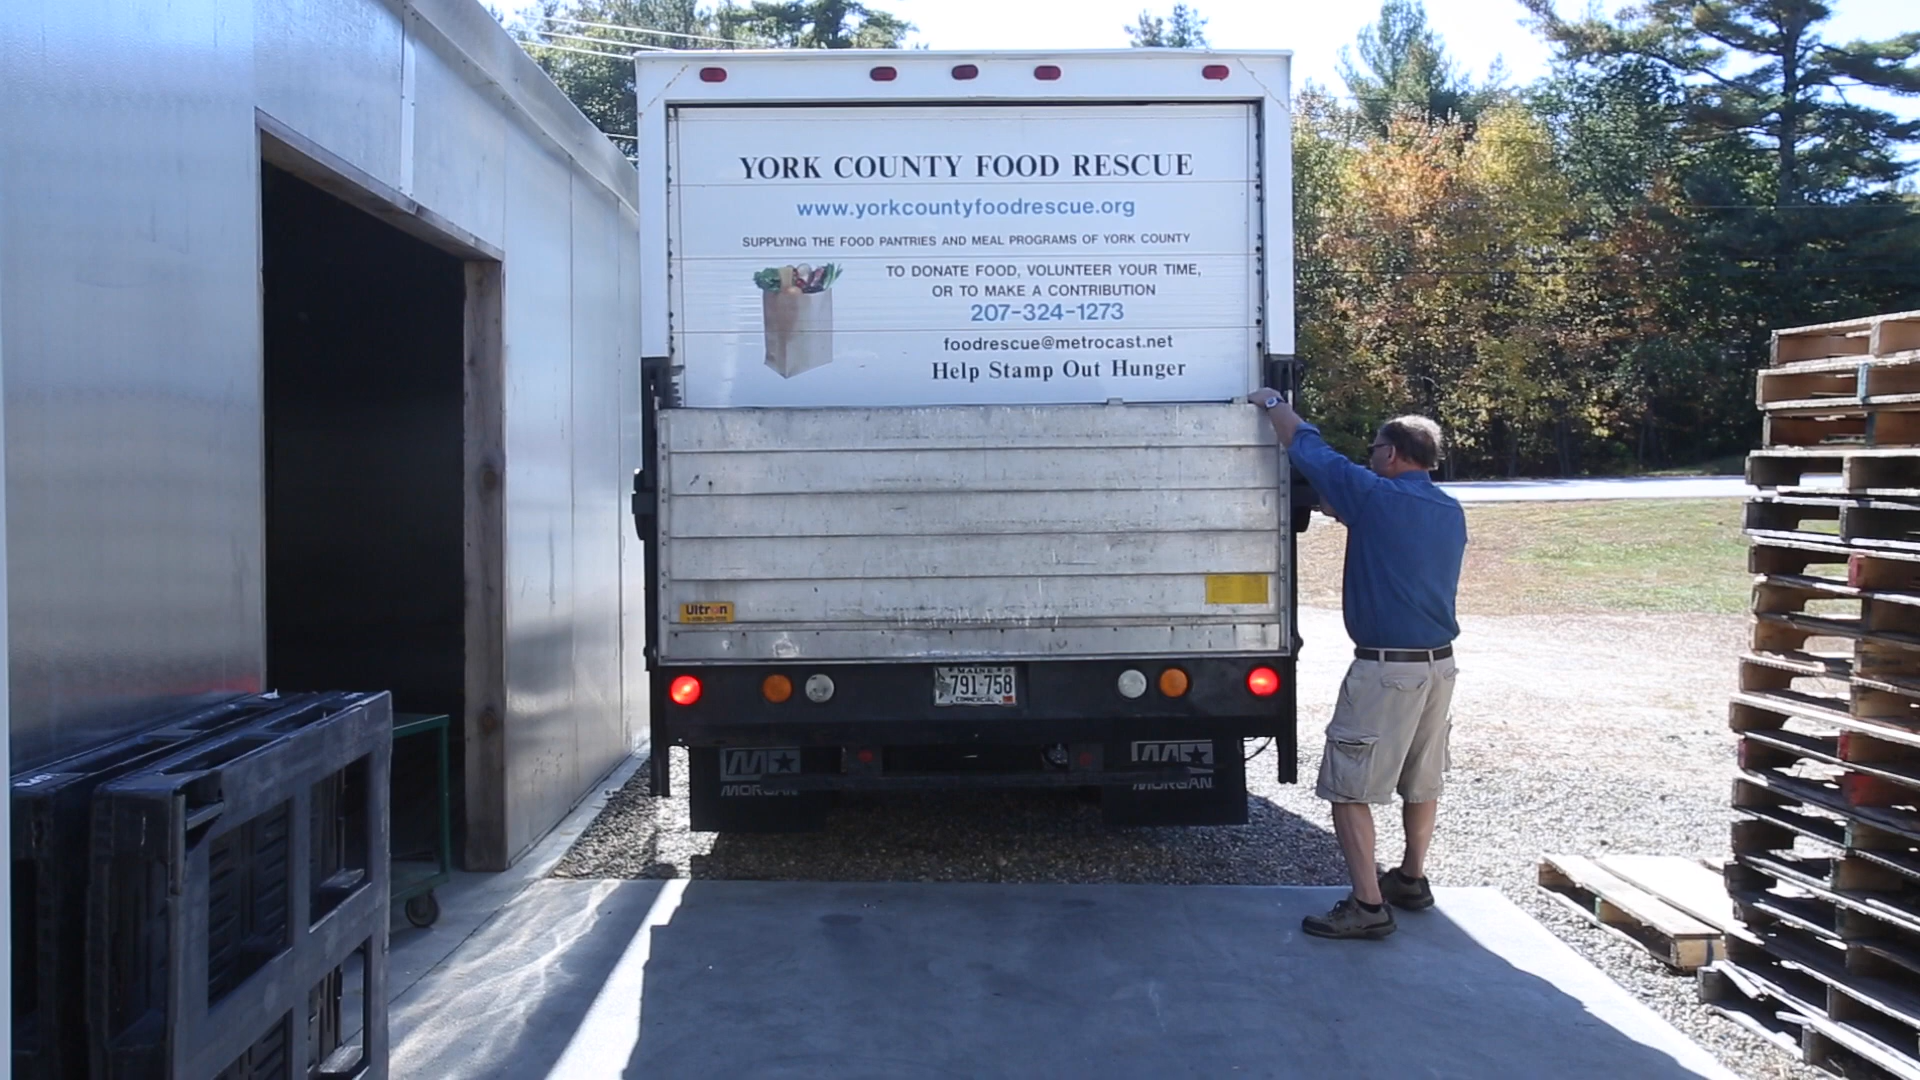 YORK COUNTY FOOD RESCUE
www.yorkcountyfoodrescue.org
SUPPLYING THE FOOD PANTRIES AND MEAL PROGRAMS OF YORK COUNTY
TO DONATE FOOD, VOLUNTEER YOUR TIME,
OR TO MAKE A CONTRIBUTION
207-324-1273
foodrescue@metrocast.net
Help Stamp Out Hunger
Ultron
MAINE
791-758
COMMERCIAL
MORGAN
MORGAN